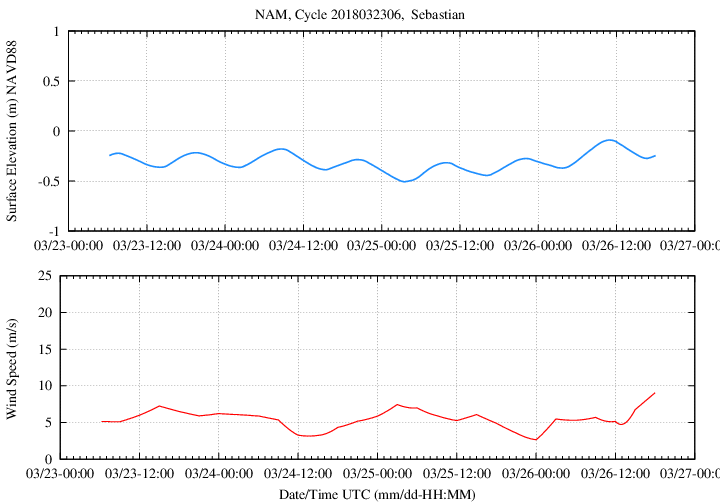 NAM, Cycle 2018032306,  Sebastian
Surface Elevation (m) NAVD88
1
0.5
0
-0.5
-1
03/23-00:00 03/23-12:00 03/24-00:00 03/24-12:00 03/25-00:00 03/25-12:00 03/26-00:00 03/26-12:00 03/27-0
Wind Speed (m/s)
25
20
15
10
5
0
03/23-00:00 03/23-12:00 03/24-00:00 03/24-12:00 03/25-00:00 03/25-12:00 03/26-00:00 03/26-12:00 03/27-0
Date/Time UTC (mm/dd-HH:MM)